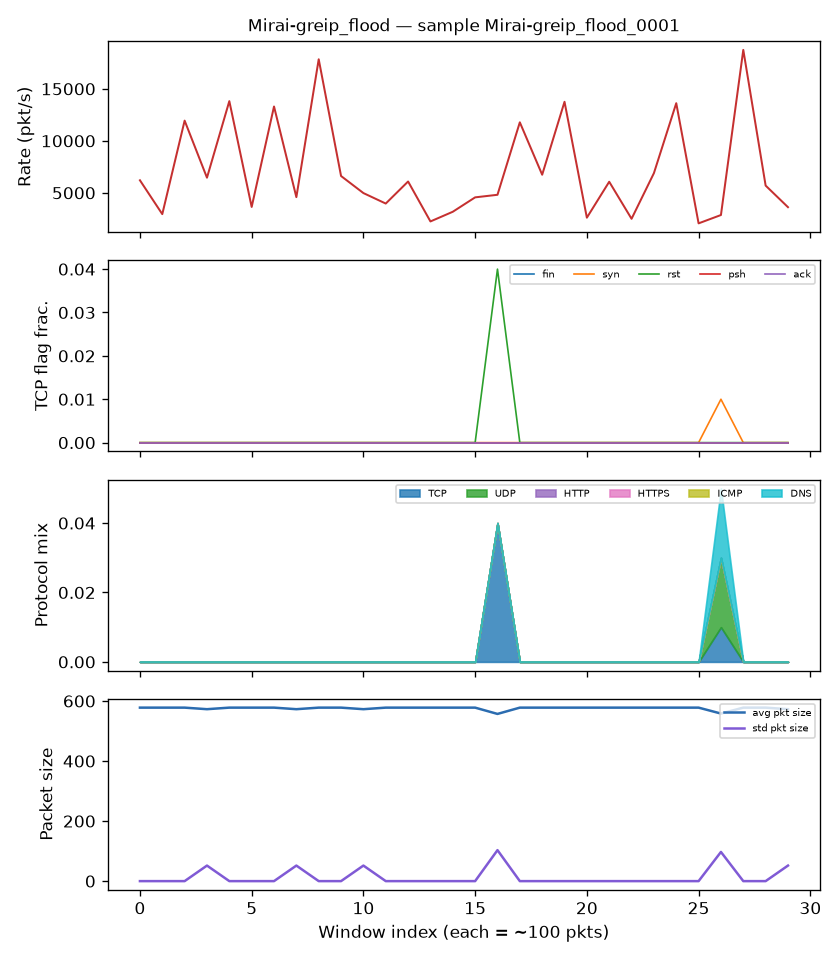 Mirai-greip_flood — sample Mirai-greip_flood_0001
Rate (pkt/s)
15000
10000
5000
TCP flag frac.
0.04
0.03
0.02
0.01
0.00
fin syn rst psh ack
Protocol mix
0.04
0.02
0.00
TCP UDP HTTP HTTPS ICMP DNS
Packet size
600
400
200
0
avg pkt size
std pkt size
0 5 10 15 20 25 30
Window index (each = ~100 pkts)